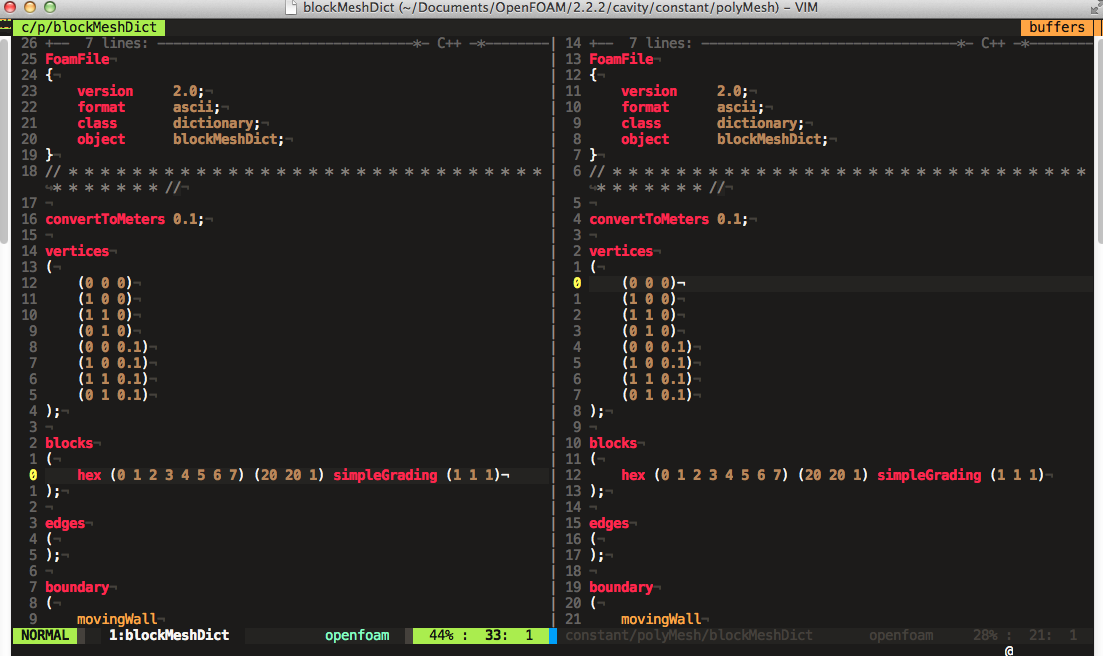 blockMeshDict (~/Documents/OpenFOAM/2.2.2/cavity/constant/polyMesh) – VIM
c/p/blockMeshDict buffers
26 +–– 7 lines: ––––––––––––––––––––––––––––––––*– C++ –*–––––––––
25 FoamFile¬
24 {¬
23 version 2.0;¬
22 format ascii;¬
21 class dictionary;¬
20 object blockMeshDict;¬
19 }¬
18 // * * * * * * * * * * * * * * * * * * * * * * * * * * * * * *
* * * * * * * //¬
17 ¬
16 convertToMeters 0.1;¬
15 ¬
14 vertices¬
13 (¬
12 (0 0 0)¬
11 (1 0 0)¬
10 (1 1 0)¬
9 (0 1 0)¬
8 (0 0 0.1)¬
7 (1 0 0.1)¬
6 (1 1 0.1)¬
5 (0 1 0.1)¬
4 );¬
3 ¬
2 blocks¬
1 (¬
0 hex (0 1 2 3 4 5 6 7) (20 20 1) simpleGrading (1 1 1)¬
1 );¬
2 ¬
3 edges¬
4 (¬
5 );¬
6 ¬
7 boundary¬
8 (¬
9 movingWall¬
NORMAL 1:blockMeshDict openfoam 44% : 33: 1
14 +–– 7 lines: ––––––––––––––––––––––––––––––––*– C++ –*–––––––––
13 FoamFile¬
12 {¬
11 version 2.0;¬
10 format ascii;¬
9 class dictionary;¬
8 object blockMeshDict;¬
7 }¬
6 // * * * * * * * * * * * * * * * * * * * * * * * * * * * * * *
* * * * * * * //¬
5 ¬
4 convertToMeters 0.1;¬
3 ¬
2 vertices¬
1 (¬
0 (0 0 0)¬
1 (1 0 0)¬
2 (1 1 0)¬
3 (0 1 0)¬
4 (0 0 0.1)¬
5 (1 0 0.1)¬
6 (1 1 0.1)¬
7 (0 1 0.1)¬
8 );¬
9 ¬
10 blocks¬
11 (¬
12 hex (0 1 2 3 4 5 6 7) (20 20 1) simpleGrading (1 1 1)¬
13 );¬
14 ¬
15 edges¬
16 (¬
17 );¬
18 ¬
19 boundary¬
20 (¬
21 movingWall¬
constant/polyMesh/blockMeshDict openfoam 28% : 21: 1
@